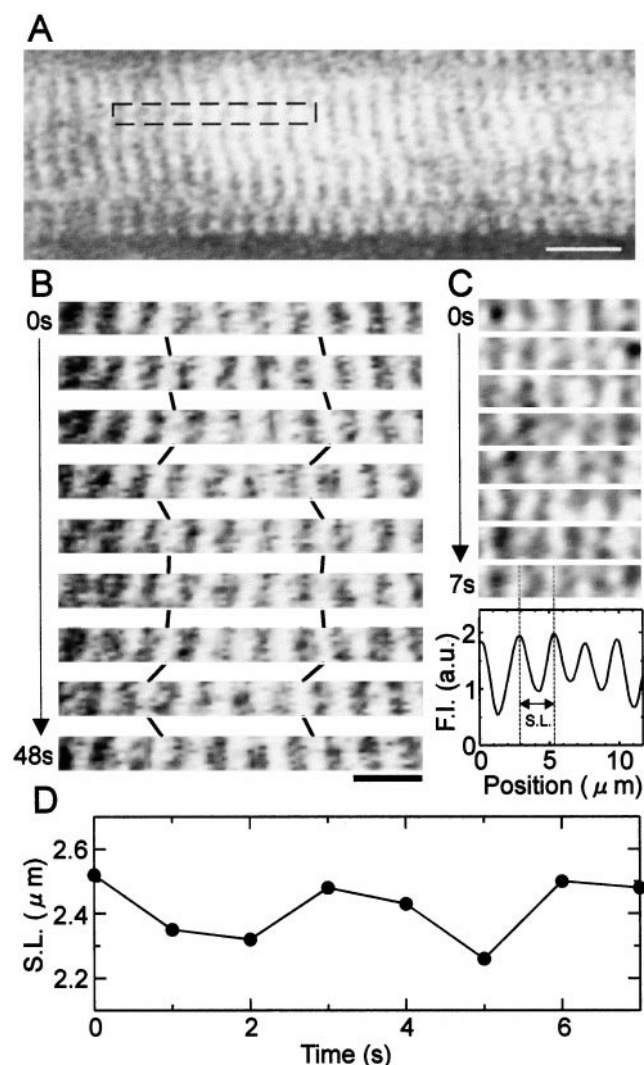 A
B
0s
48s
C
0s
7s
2
1
0
F.I. (a.u.)
S.L.
0 5 10
Position ( μm)
D
2.6
2.4
2.2
S.L. (μm)
0 2 4 6
Time (s)